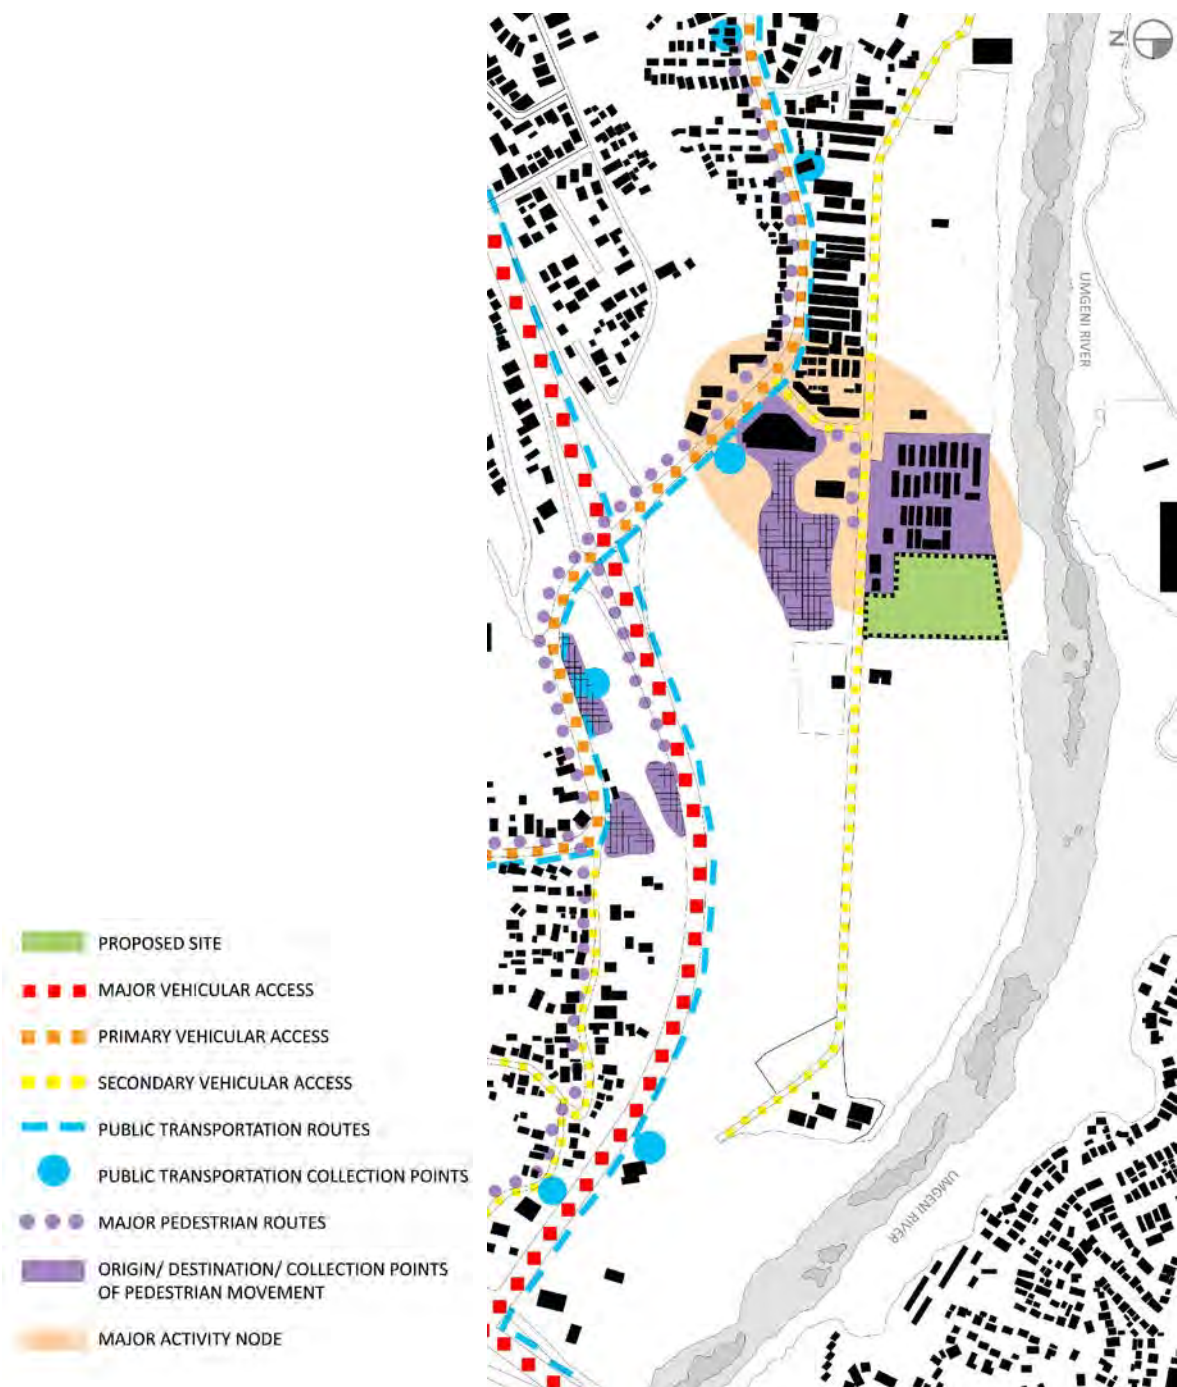 N
UMGENI RIVER
PROPOSED SITE
MAJOR VEHICULAR ACCESS
PRIMARY VEHICULAR ACCESS
SECONDARY VEHICULAR ACCESS
PUBLIC TRANSPORTATION ROUTES
PUBLIC TRANSPORTATION COLLECTION POINTS
MAJOR PEDESTRIAN ROUTES
ORIGIN/ DESTINATION/ COLLECTION POINTS
OF PEDESTRIAN MOVEMENT
MAJOR ACTIVITY NODE
UMGENI RIVER